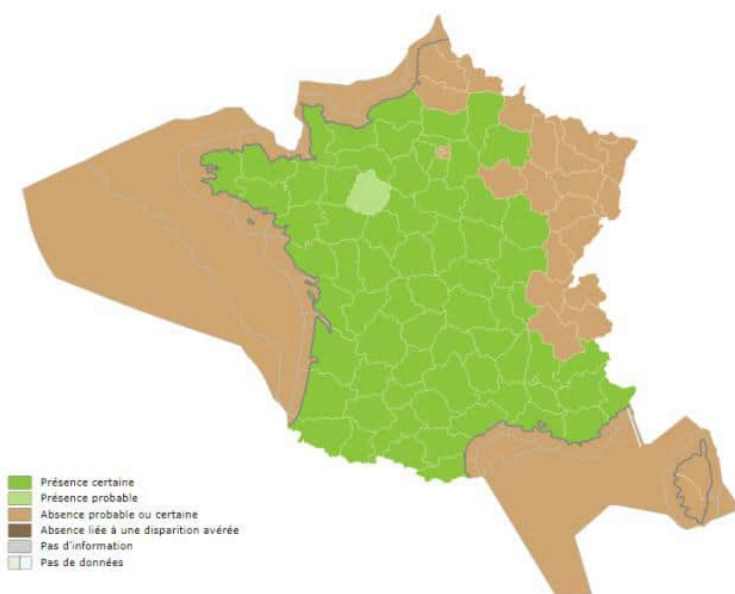 Présence certaine
Présence probable
Absence probable ou certaine
Absence liée à une disparition avérée
Pas d'information
Pas de données